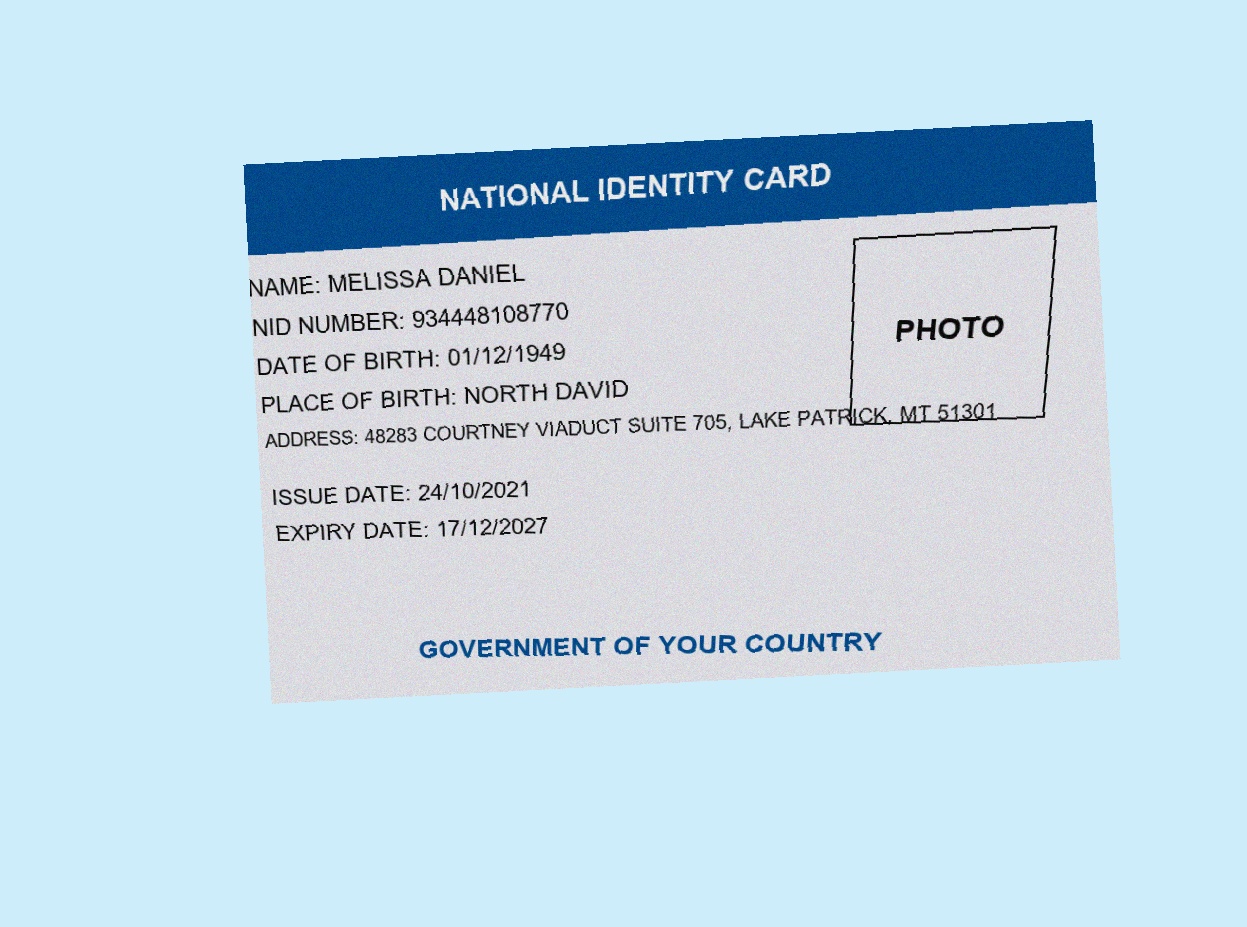 NATIONAL IDENTITY CARD
NAME: MELISSA DANIEL
NID NUMBER: 934448108770
DATE OF BIRTH: 01/12/1949
PLACE OF BIRTH: NORTH DAVID
ADDRESS: 48283 COURTNEY VIADUCT SUITE 705, LAKE PATRICK, MT 51301
PHOTO
ISSUE DATE: 24/10/2021
EXPIRY DATE: 17/12/2027
GOVERNMENT OF YOUR COUNTRY